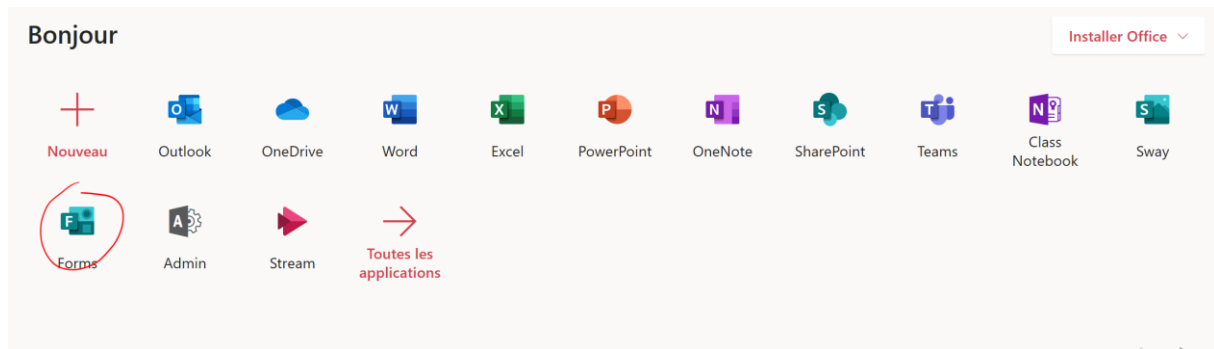 Bonjour
Installer Office
Nouveau
Outlook
OneDrive
Word
Excel
PowerPoint
OneNote
SharePoint
Teams
Class
Notebook
Sway
Forms
Admin
Stream
Toutes les
applications